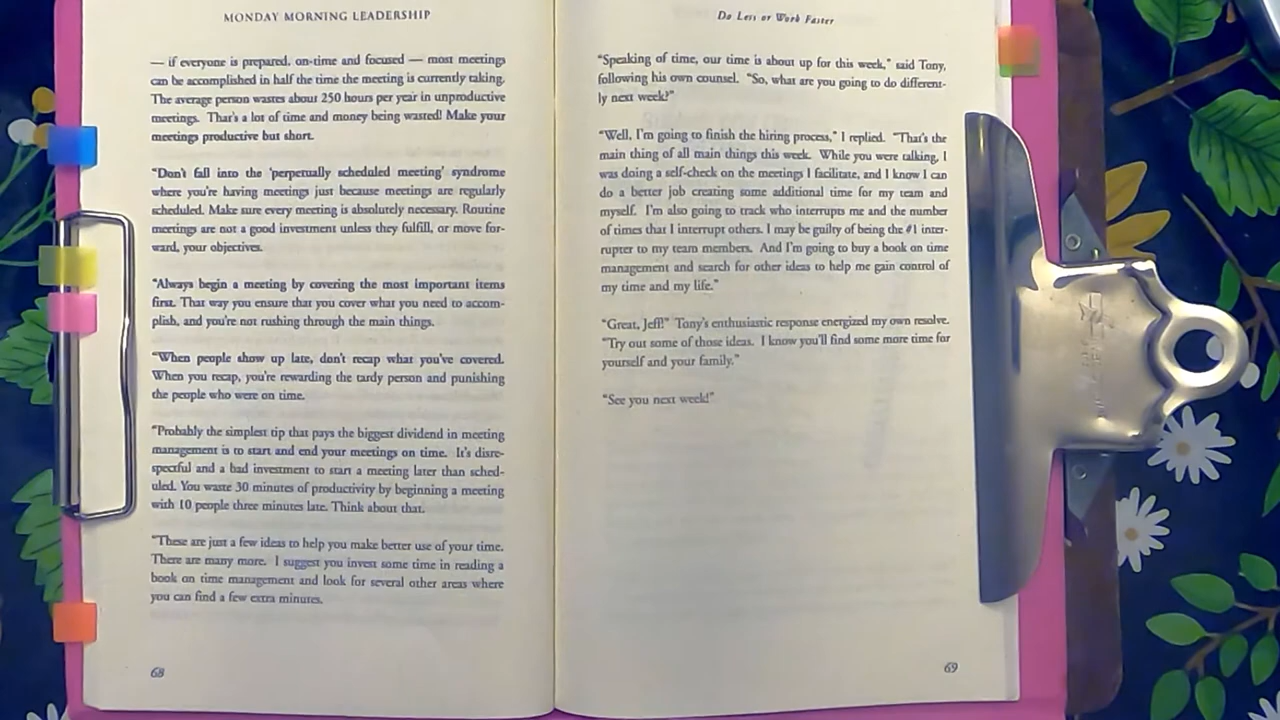 MONDAY MORNING LEADERSHIP
— if everyone is prepared, on-time and focused — most meetings
can be accomplished in half the time the meeting is currently taking.
The average person wastes about 250 hours per year in unproductive
meetings. That's a lot of time and money being wasted! Make your
meetings productive but short.
"Don't fall into the 'perpetually scheduled meeting' syndrome
where you're having meetings just because meetings are regularly
scheduled. Make sure every meeting is absolutely necessary. Routine
meetings are not a good investment unless they fulfill, or move for-
ward, your objectives.
"Always begin a meeting by covering the most important items
first. That way you ensure that you cover what you need to accom-
plish, and you're not rushing through the main things.
"When people show up late, don't recap what you've covered.
When you recap, you're rewarding the tardy person and punishing
the people who were on time.
"Probably the simplest tip that pays the biggest dividend in meeting
management is to start and end your meetings on time. It's disre-
spectful and a bad investment to start a meeting later than sched-
uled. You waste 30 minutes of productivity by beginning a meeting
with 10 people three minutes late. Think about that.
"These are just a few ideas to help you make better use of your time.
There are many more. I suggest you invest some time in reading a
book on time management and look for several other areas where
you can find a few extra minutes.
68
Do Less or Work Faster
"Speaking of time, our time is about up for this week," said Tony,
following his own counsel. "So, what are you going to do different-
ly next week?"
"Well, I'm going to finish the hiring process," I replied. "That's the
main thing of all main things this week. While you were talking, I
was doing a self-check on the meetings I facilitate, and I know I can
do a better job creating some additional time for my team and
myself. I'm also going to track who interrupts me and the number
of times that I interrupt others. I may be guilty of being the #1 inter-
rupter to my team members. And I'm going to buy a book on time
management and search for other ideas to help me gain control of
my time and my life."
"Great, Jeff!" Tony's enthusiastic response energized my own resolve.
"Try out some of those ideas. I know you'll find some more time for
yourself and your family."
"See you next week!"
69